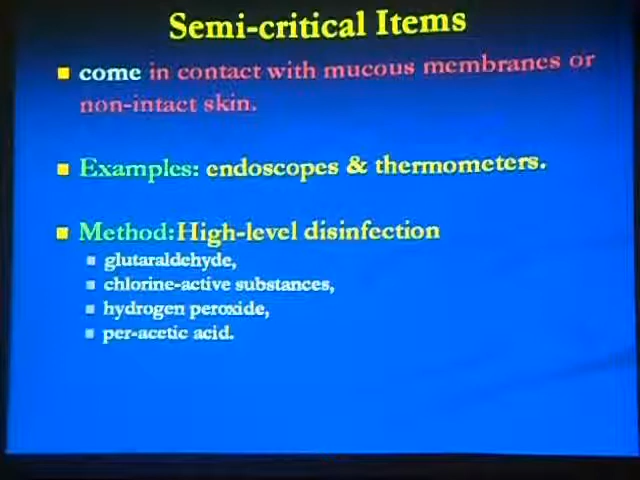 Semi-critical Items
come in contact with mucous membranes or
non-intact skin.
Examples: endoscopes & thermometers.
Method:High-level disinfection
glutaraldehyde,
chlorine-active substances,
hydrogen peroxide,
per-acetic acid.